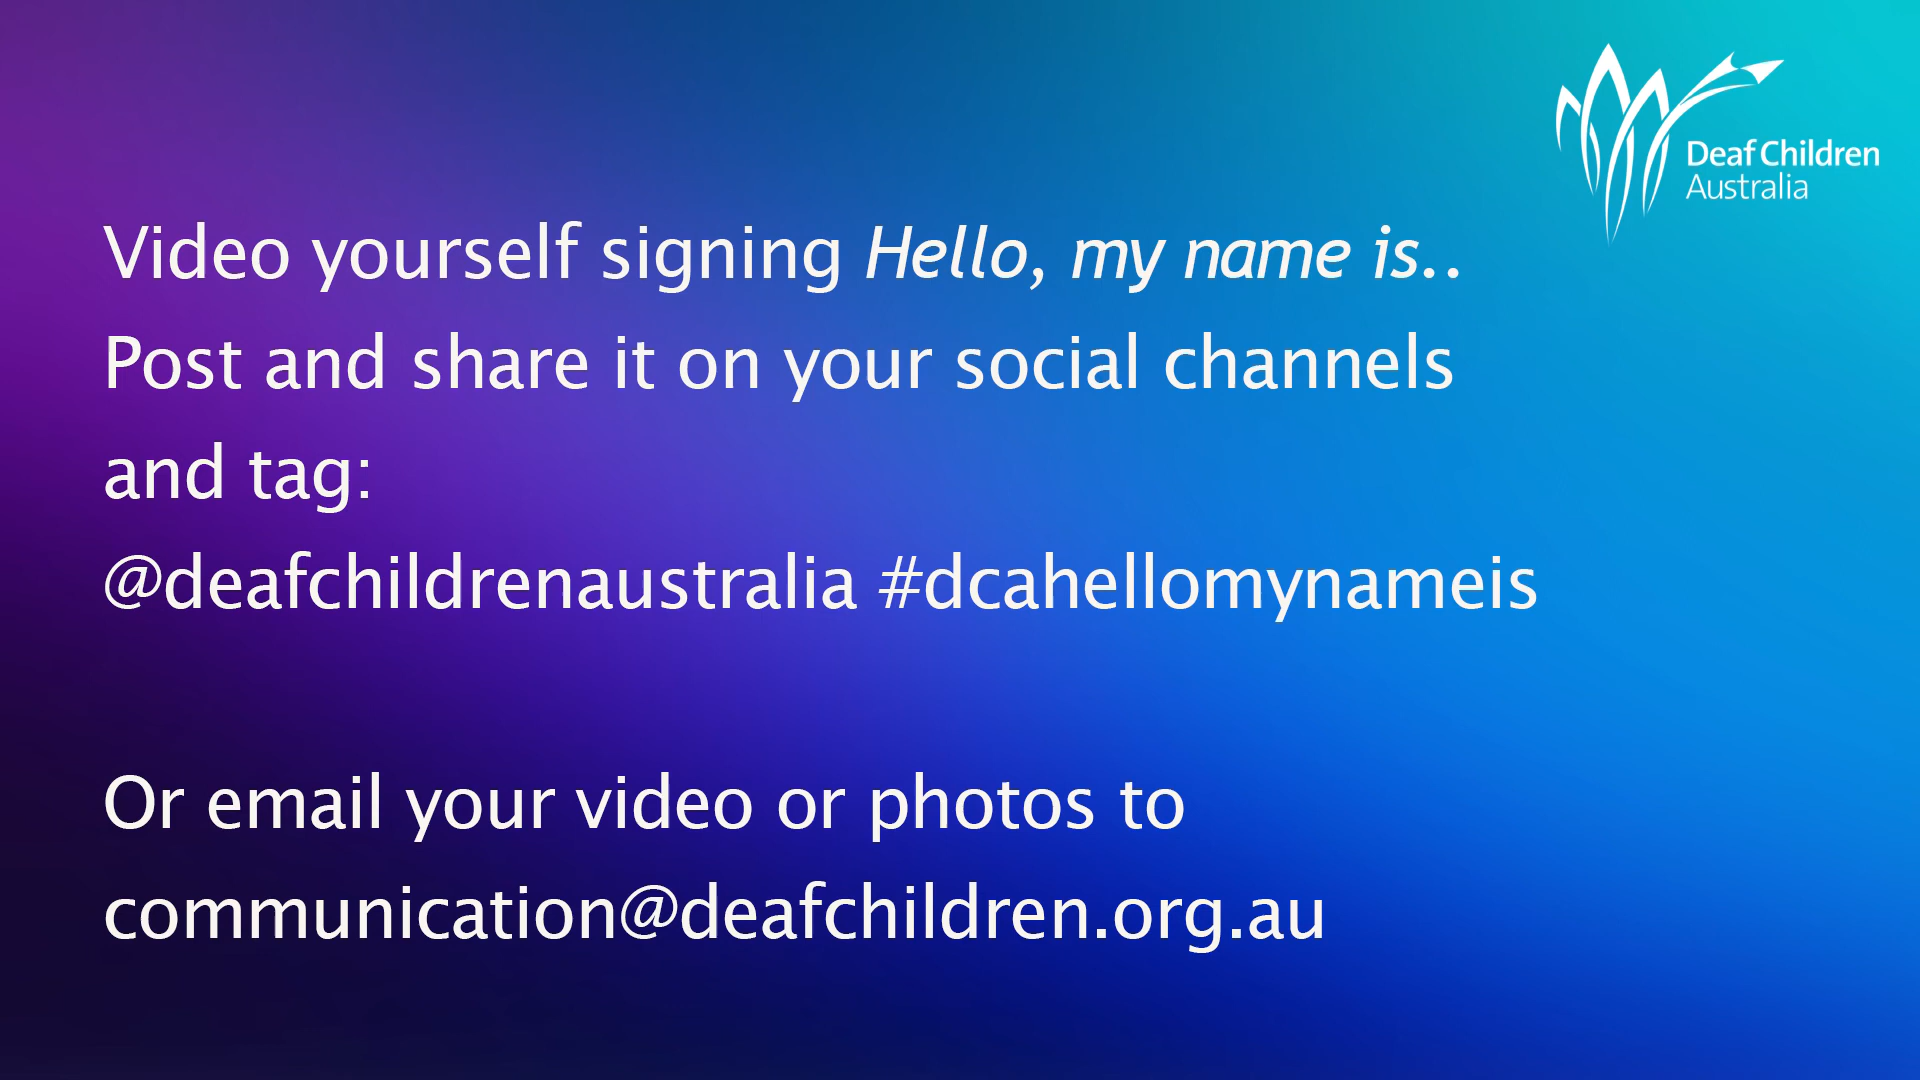 Deaf Children
Australia
Video yourself signing Hello, my name is..
Post and share it on your social channels
and tag:
@deafchildrenaustralia #dcahellomynameis
Or email your video or photos to
communication@deafchildren.org.au